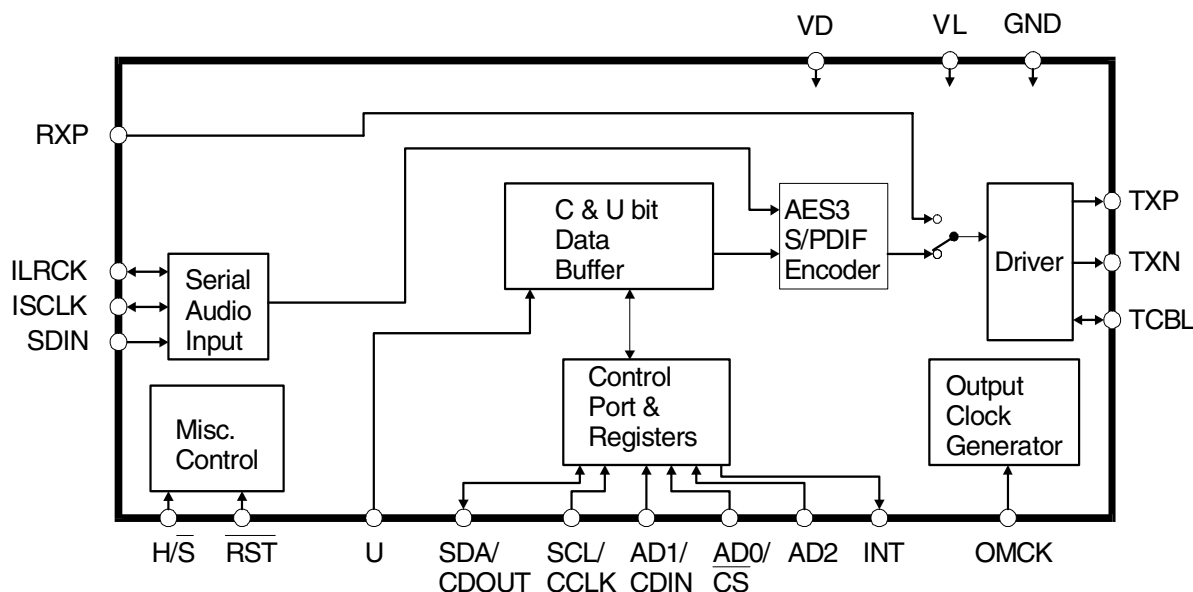 VD VL GND
RXP
C & U bit
Data
Buffer
AES3
S/PDIF
Encoder
TXP
Driver
TXN
TCBL
ILRCK
ISCLK
SDIN
Serial
Audio
Input
Control
Port &
Registers
Output
Clock
Generator
Misc.
Control
H/S̅
R̅S̅T̅
U
SDA/
CDOUT
SCL/
CCLK
AD1/
CDIN
AD0/
C̅S̅
AD2
INT
OMCK